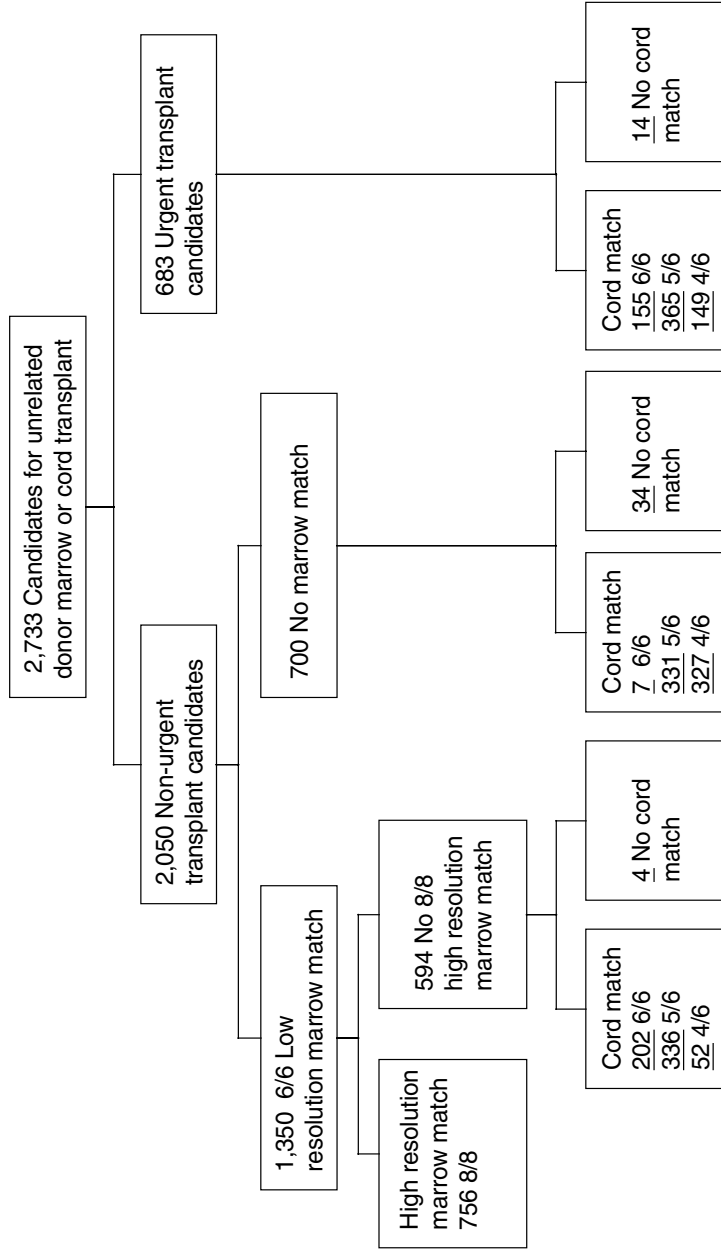 2,733 Candidates for unrelated
donor marrow or cord transplant
2,050 Non-urgent
transplant candidates
683 Urgent transplant
candidates
1,350 6/6 Low
resolution marrow match
700 No marrow match
High resolution
marrow match
756 8/8
594 No 8/8
high resolution
marrow match
Cord match
202 6/6
336 5/6
52 4/6
4 No cord
match
Cord match
7 6/6
331 5/6
327 4/6
34 No cord
match
Cord match
155 6/6
365 5/6
149 4/6
14 No cord
match